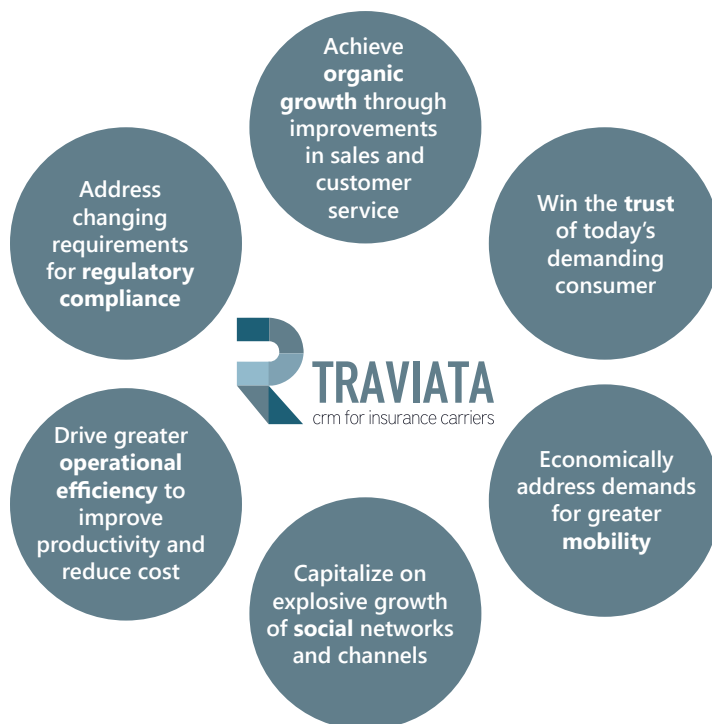 Achieve
organic
growth through
improvements
in sales and
customer
service
Address
changing
requirements
for regulatory
compliance
Win the trust
of today's
demanding
consumer
TRAVIATA
crm for insurance carriers
Drive greater
operational
efficiency to
improve
productivity and
reduce cost
Economically
address demands
for greater
mobility
Capitalize on
explosive growth
of social networks
and channels